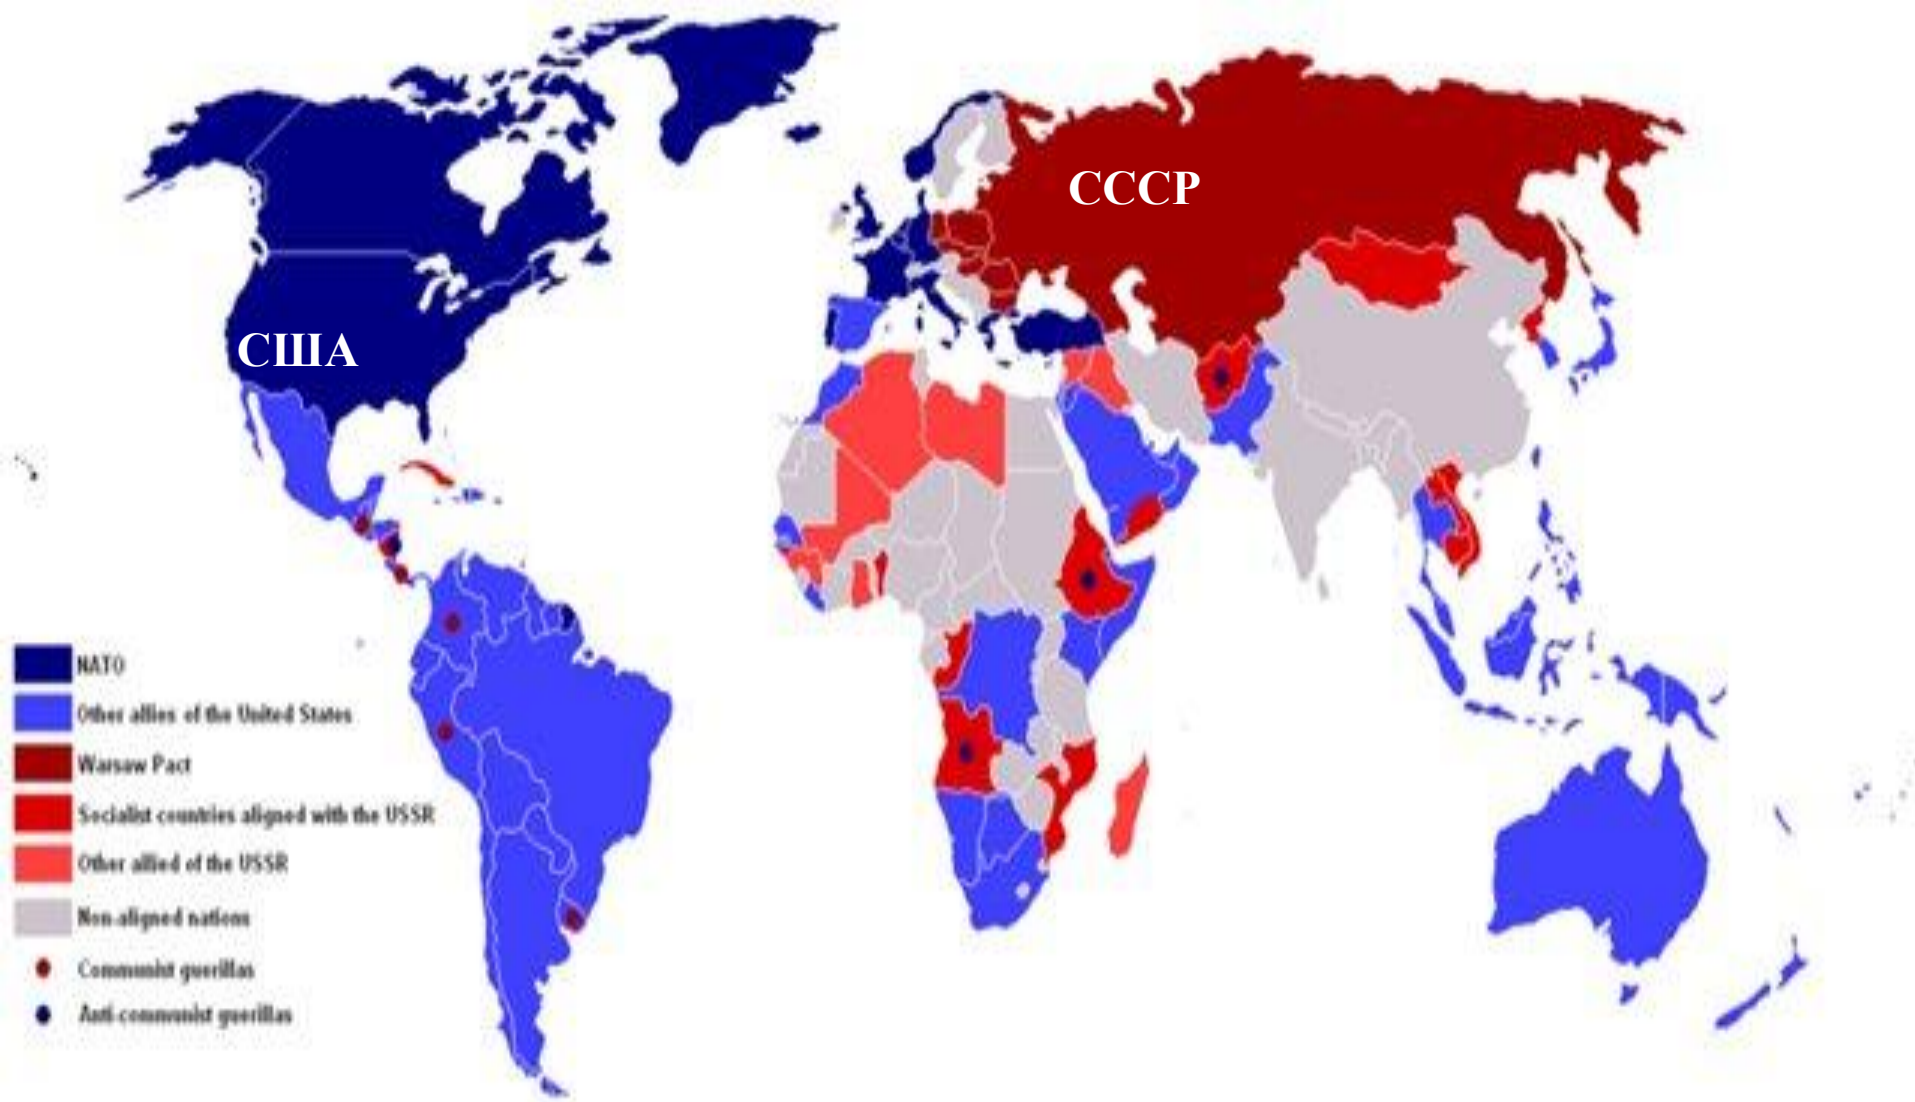 СССР
США
NATO
Other allies of the United States
Warsaw Pact
Socialist countries aligned with the USSR
Other allied of the USSR
Non-aligned nations
Communist guerillas
Anti-communist guerillas